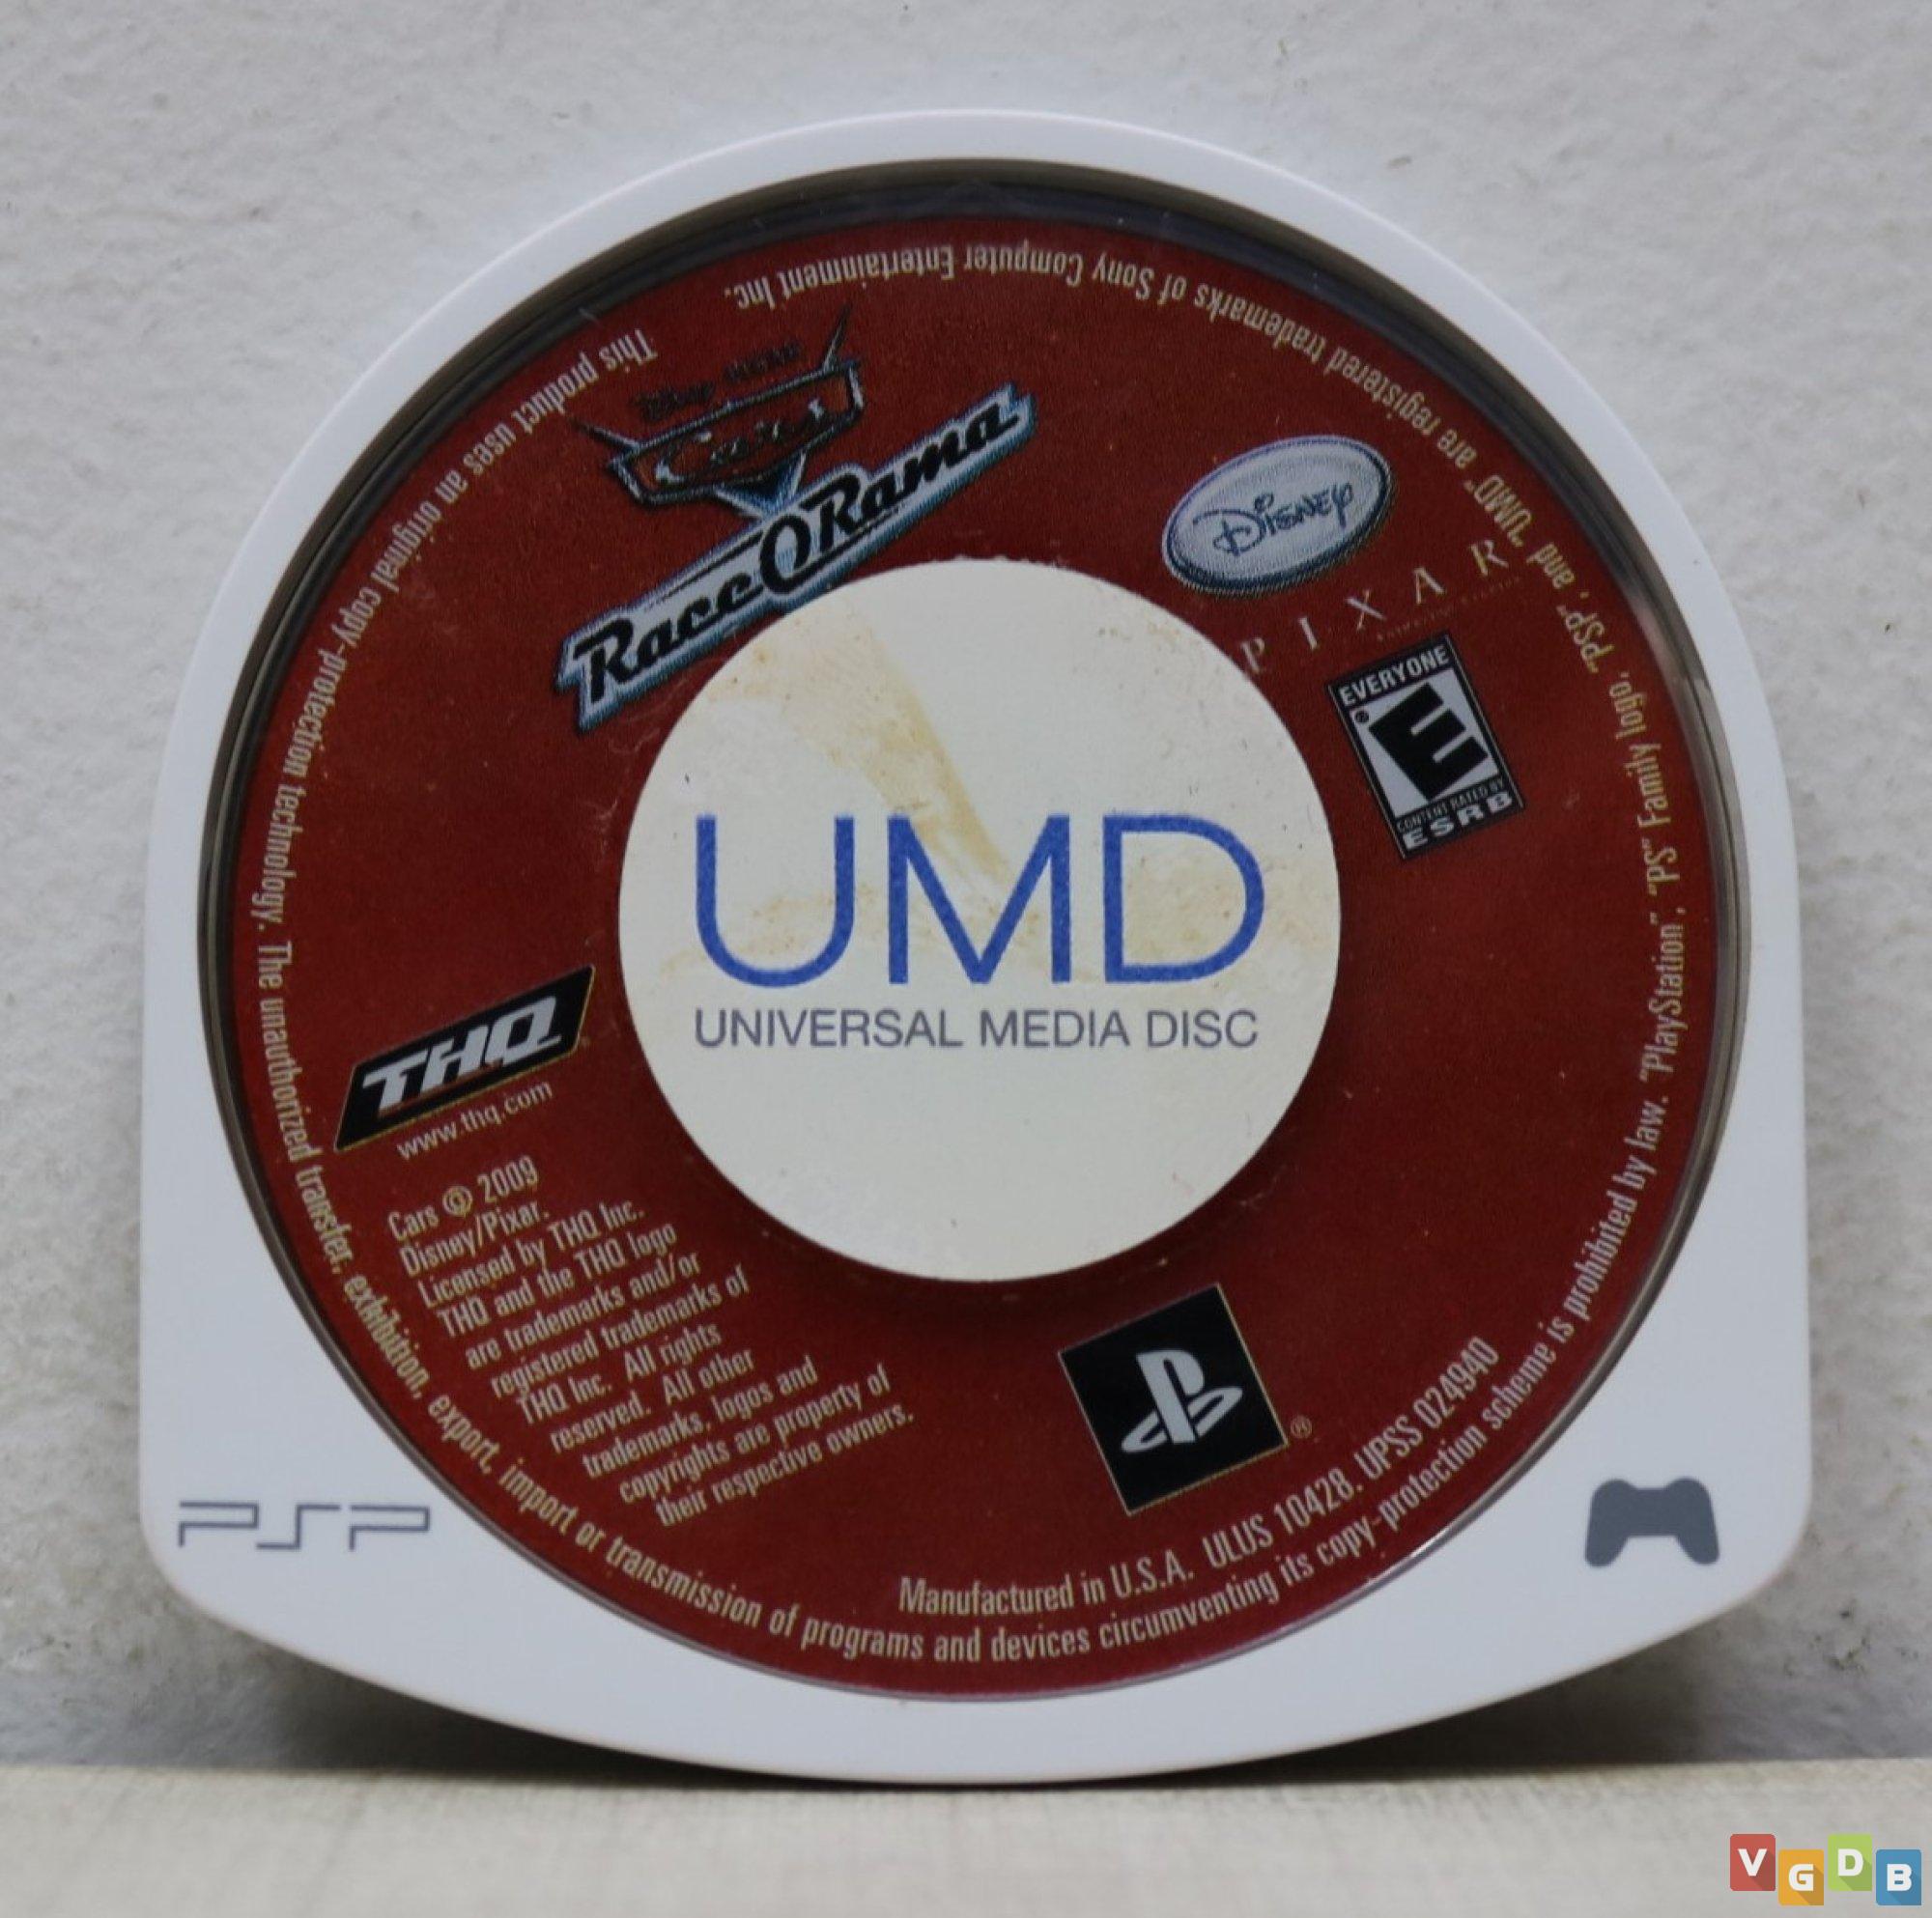 This product uses an original copy-protection technology. The unauthorized transfer, exhibition, export, import or transmission of programs and devices circumventing its copy-protection scheme is prohibited by law. "PlayStation", "PS" Family logo, "PSP", and "UMD" are registered trademarks of Sony Computer Entertainment Inc.
Disney PIXAR
Cars
Race O Rama
Disney
PIXAR
EVERYONE
E
®
CONTENT RATED BY
ESRB
UMD
UNIVERSAL MEDIA DISC
THQ
www.thq.com
Cars © 2009
Disney/Pixar.
Licensed by THQ Inc.
THQ and the THQ logo
are trademarks and/or
registered trademarks of
THQ Inc. All rights
reserved. All other
trademarks, logos and
copyrights are property of
their respective owners.
®
Manufactured in U.S.A. ULUS 10428. UPSS 024940
PSP
VGDB